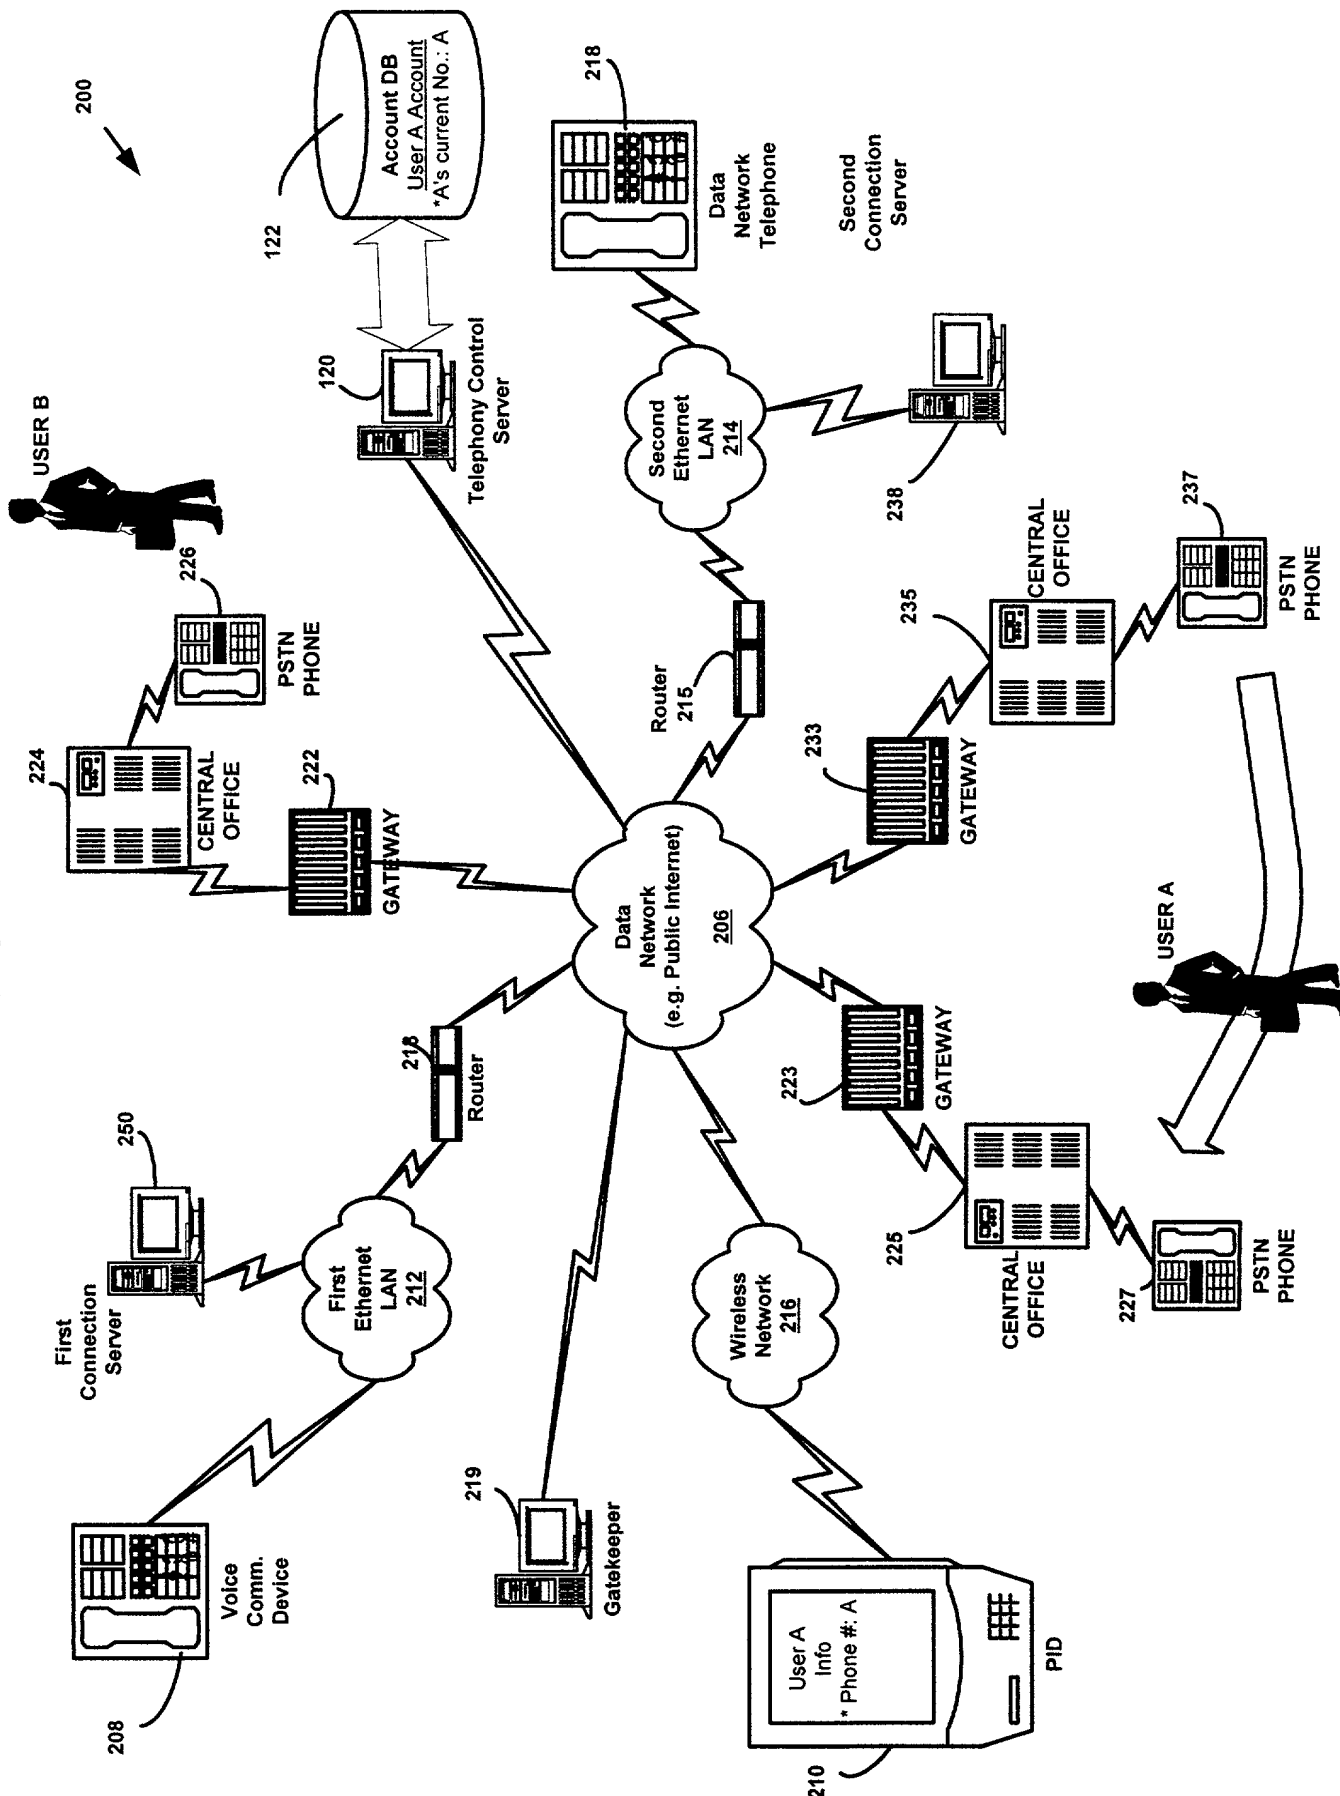 200
122
Account DB
User A Account
*A's current No.: A
120
Telephony Control
Server
218
Data
Network
Telephone
Second
Connection
Server
USER B
226
PSTN
PHONE
224
CENTRAL
OFFICE
222
GATEWAY
Second
Ethernet
LAN
214
238
Router
215
237
PSTN
PHONE
CENTRAL
OFFICE
235
233
GATEWAY
Data
Network
(e.g. Public Internet)
206
USER A
218
Router
250
First
Connection
Server
First
Ethernet
LAN
212
223
GATEWAY
225
CENTRAL
OFFICE
227
PSTN
PHONE
Wireless
Network
216
219
Gatekeeper
Voice
Comm.
Device
208
User A
Info
* Phone #: A
PID
210